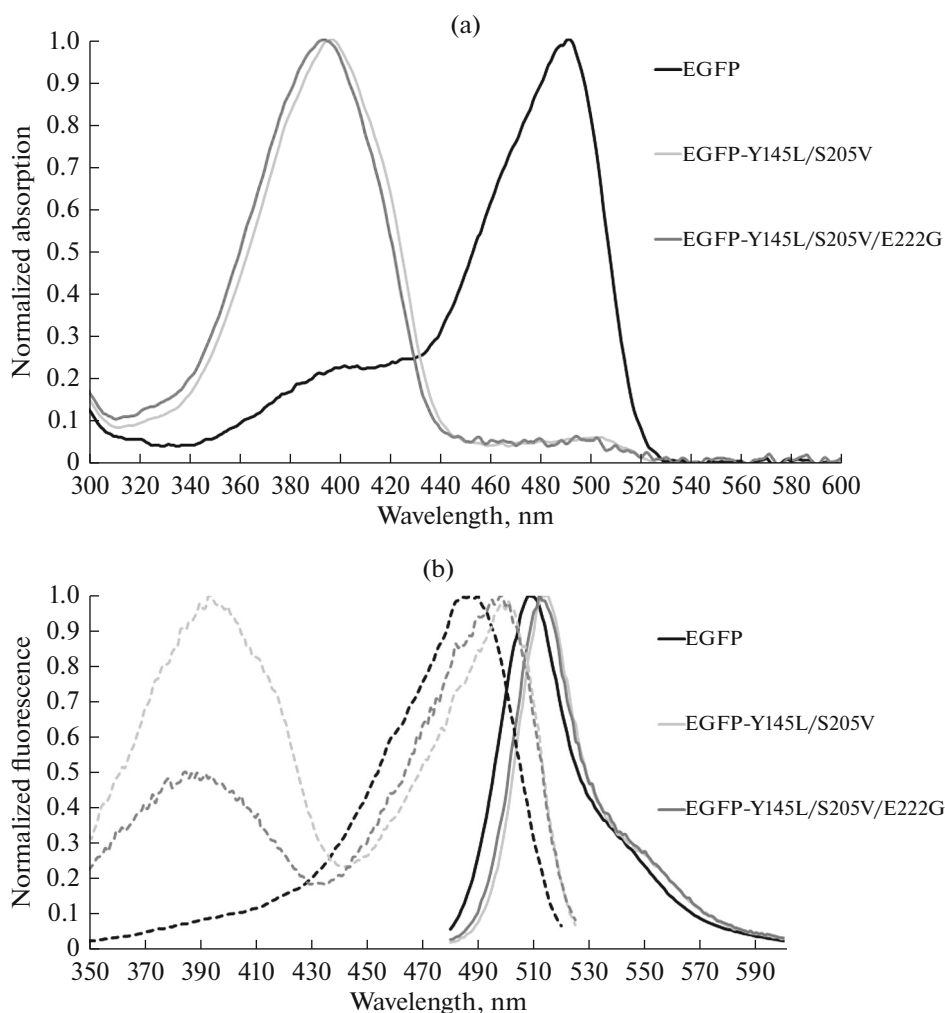 (a)
Normalized absorption
1.0
0.9
0.8
0.7
0.6
0.5
0.4
0.3
0.2
0.1
0
300 320 340 360 380 400 420 440 460 480 500 520 540 560 580 600
Wavelength, nm
EGFP
EGFP-Y145L/S205V
EGFP-Y145L/S205V/E222G
(b)
Normalized fluorescence
1.0
0.9
0.8
0.7
0.6
0.5
0.4
0.3
0.2
0.1
0
350 370 390 410 430 450 470 490 510 530 550 570 590
Wavelength, nm
EGFP
EGFP-Y145L/S205V
EGFP-Y145L/S205V/E222G